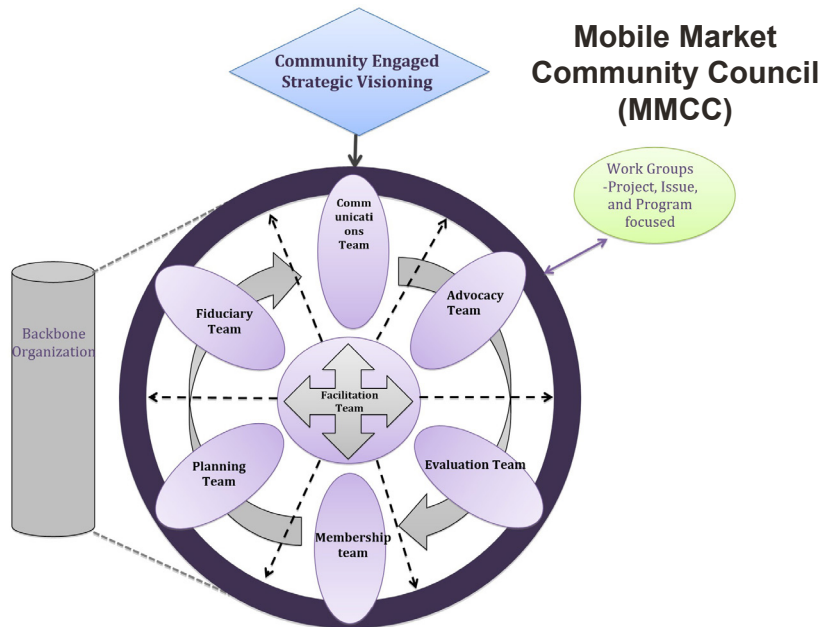 Mobile Market
Community Council
(MMCC)
Community Engaged
Strategic Visioning
Work Groups
-Project, Issue,
and Program
focused
Comm
unicati
ons
Team
Advocacy
Team
Fiduciary
Team
Backbone
Organization
Facilitation
Team
Planning
Team
Evaluation Team
Membership
team